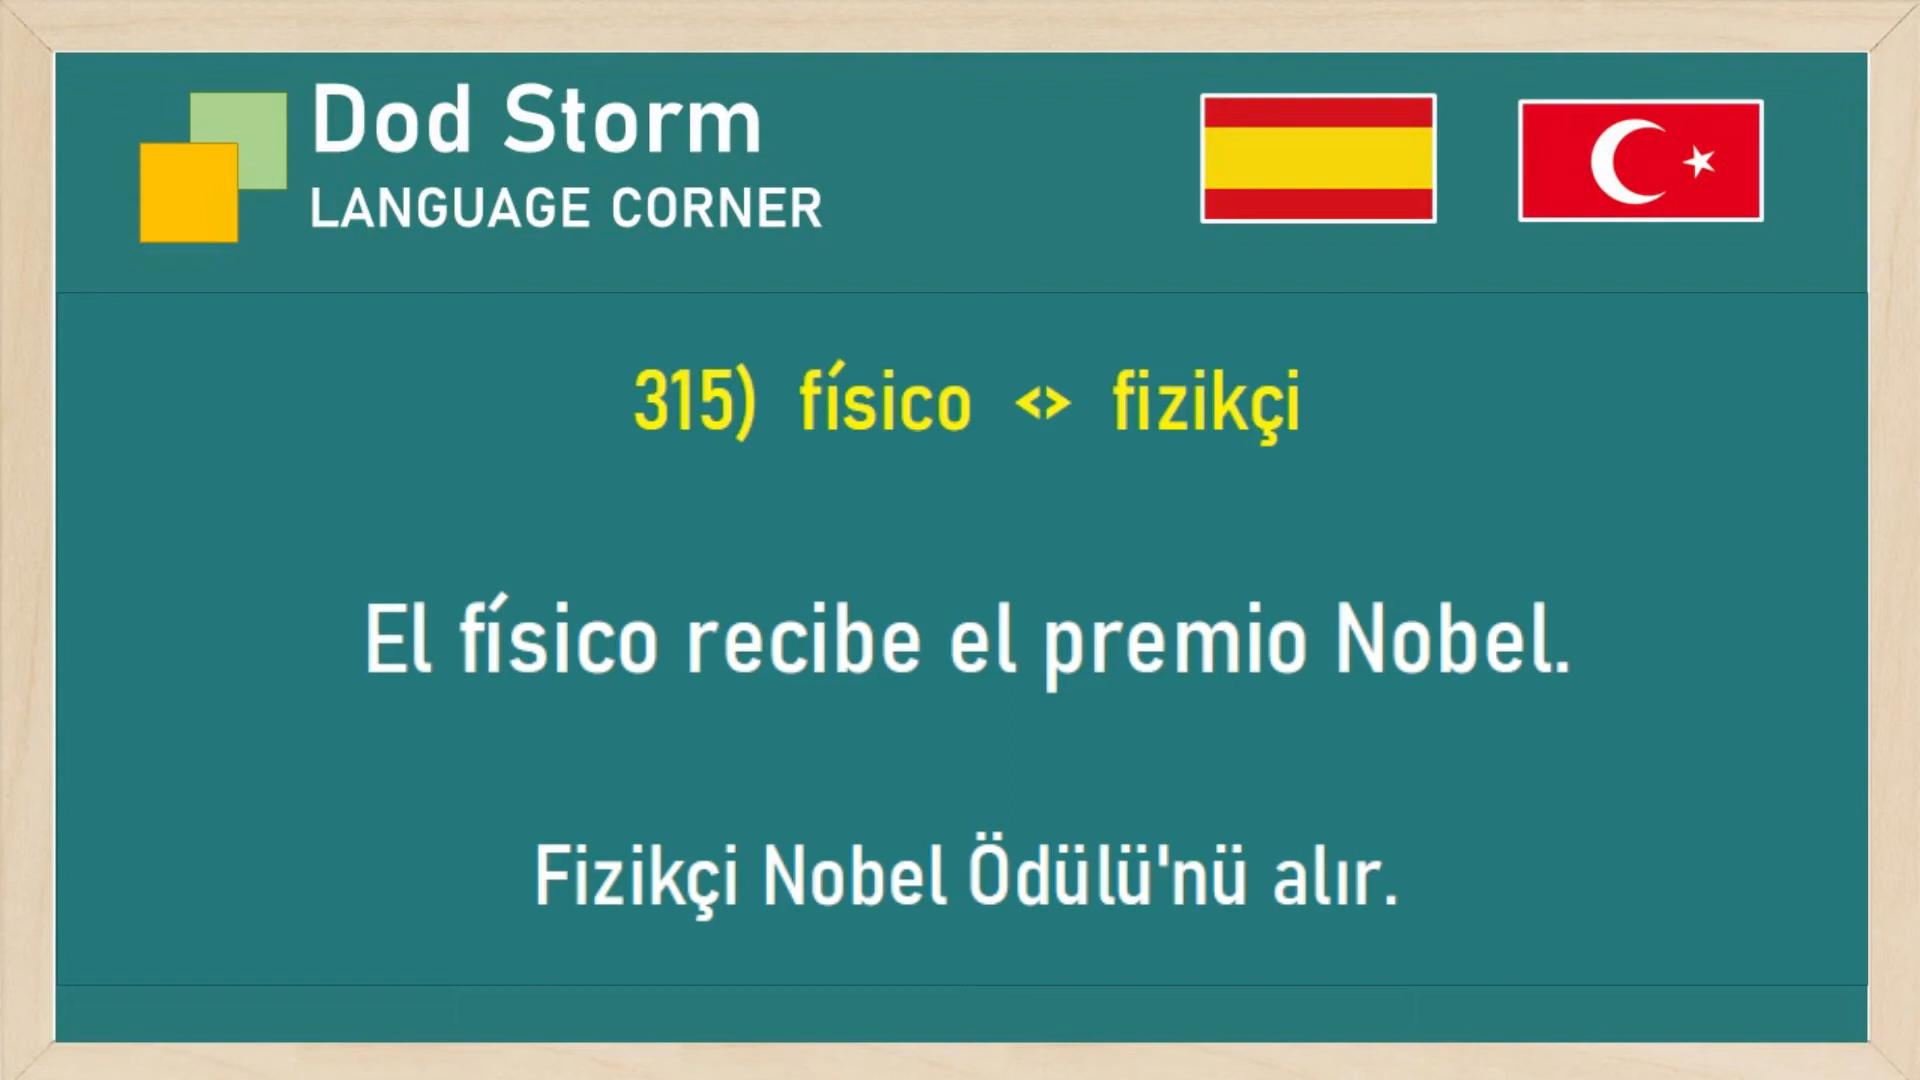 Dod Storm
LANGUAGE CORNER
315) físico <> fizikçi
El físico recibe el premio Nobel.
Fizikçi Nobel Ödülü'nü alır.